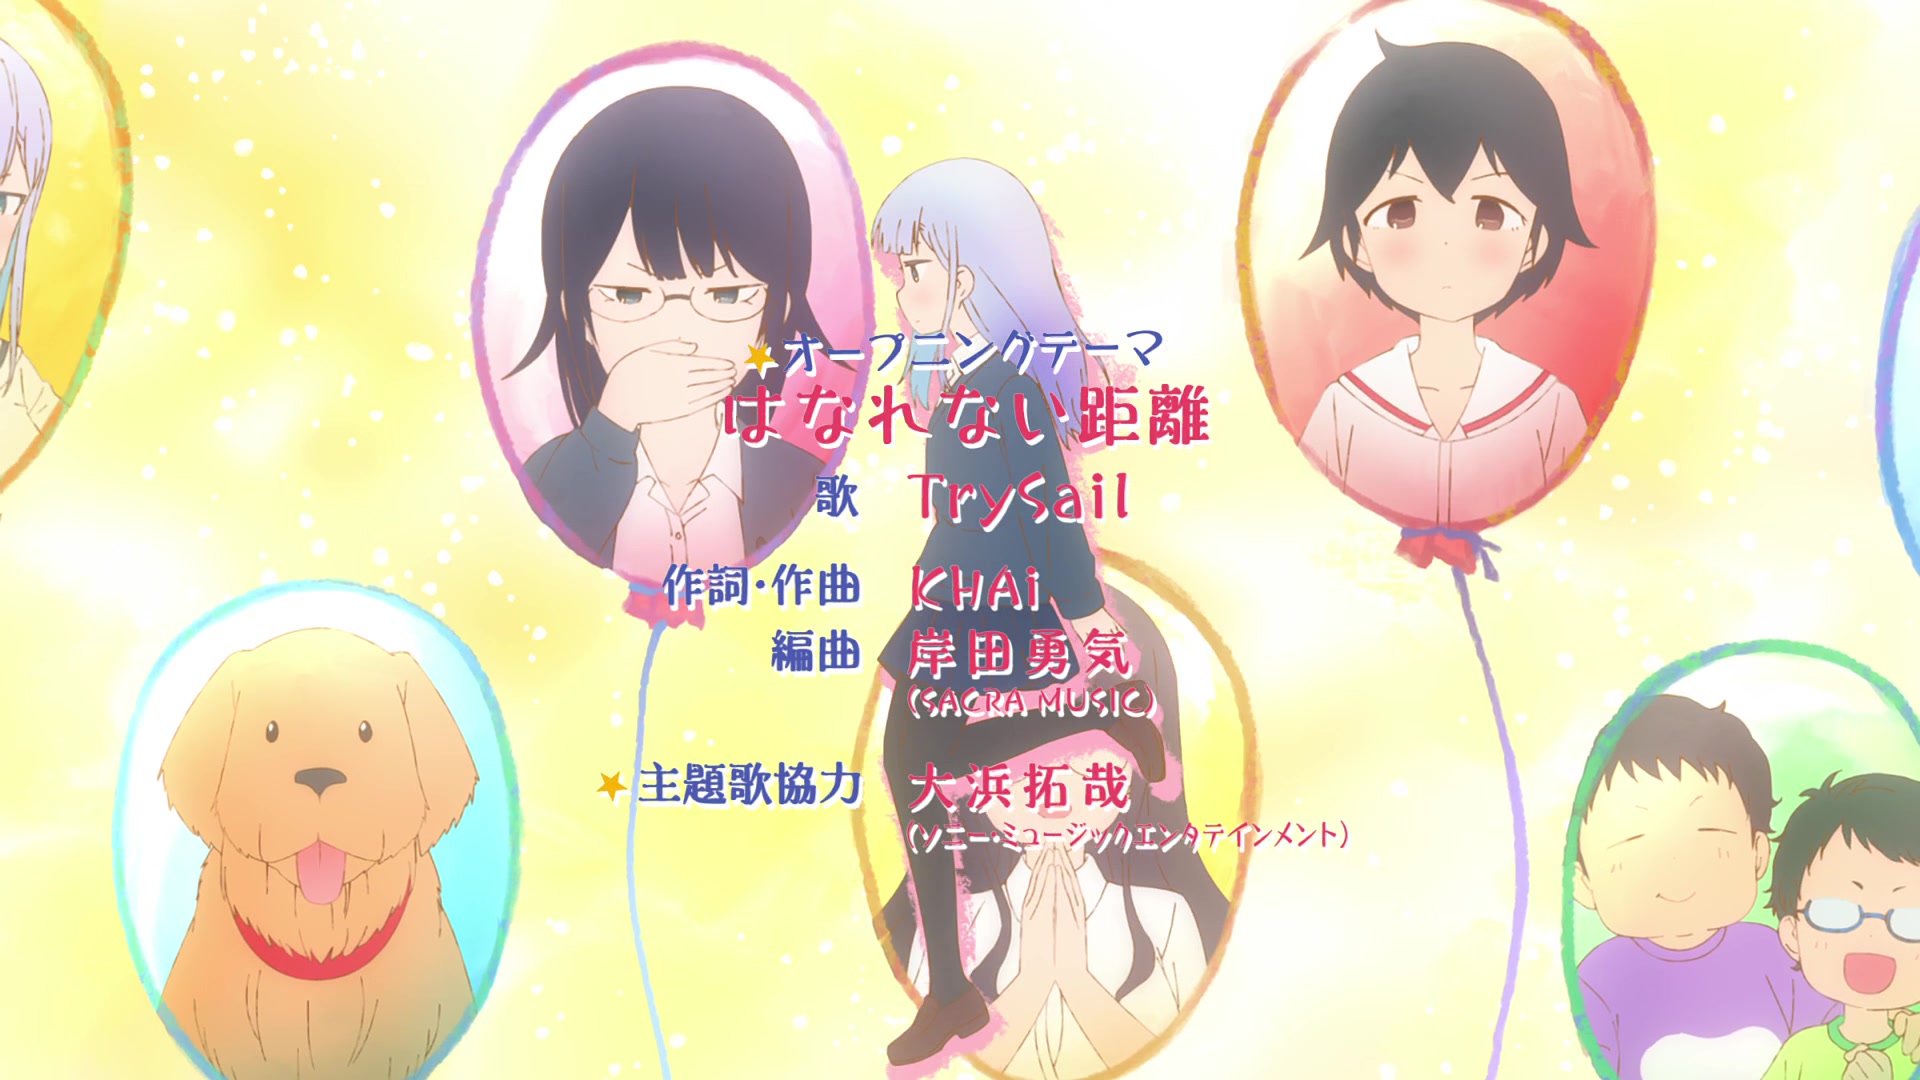 ★オープニングテーマ
はなれない距離
歌 TrySail
作詞・作曲 KHAi
編曲 岸田勇気
(SACRA MUSIC)
★主題歌協力 大浜拓哉
(ソニー・ミュージックエンタテインメント)